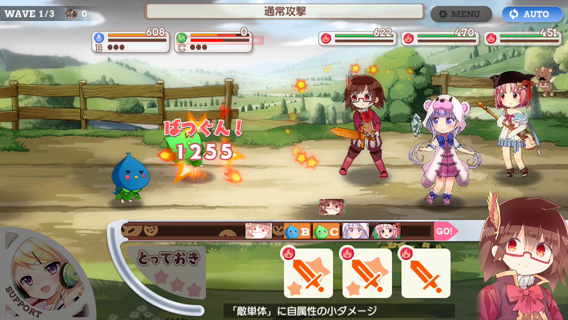 WAVE 1/3 0
通常攻撃
MENU
AUTO
B 608
C 0
622
470
451
ばつぐん!
1255
B C GO!
とっておき
SUPPORT
「敵単体」に自属性の小ダメージ